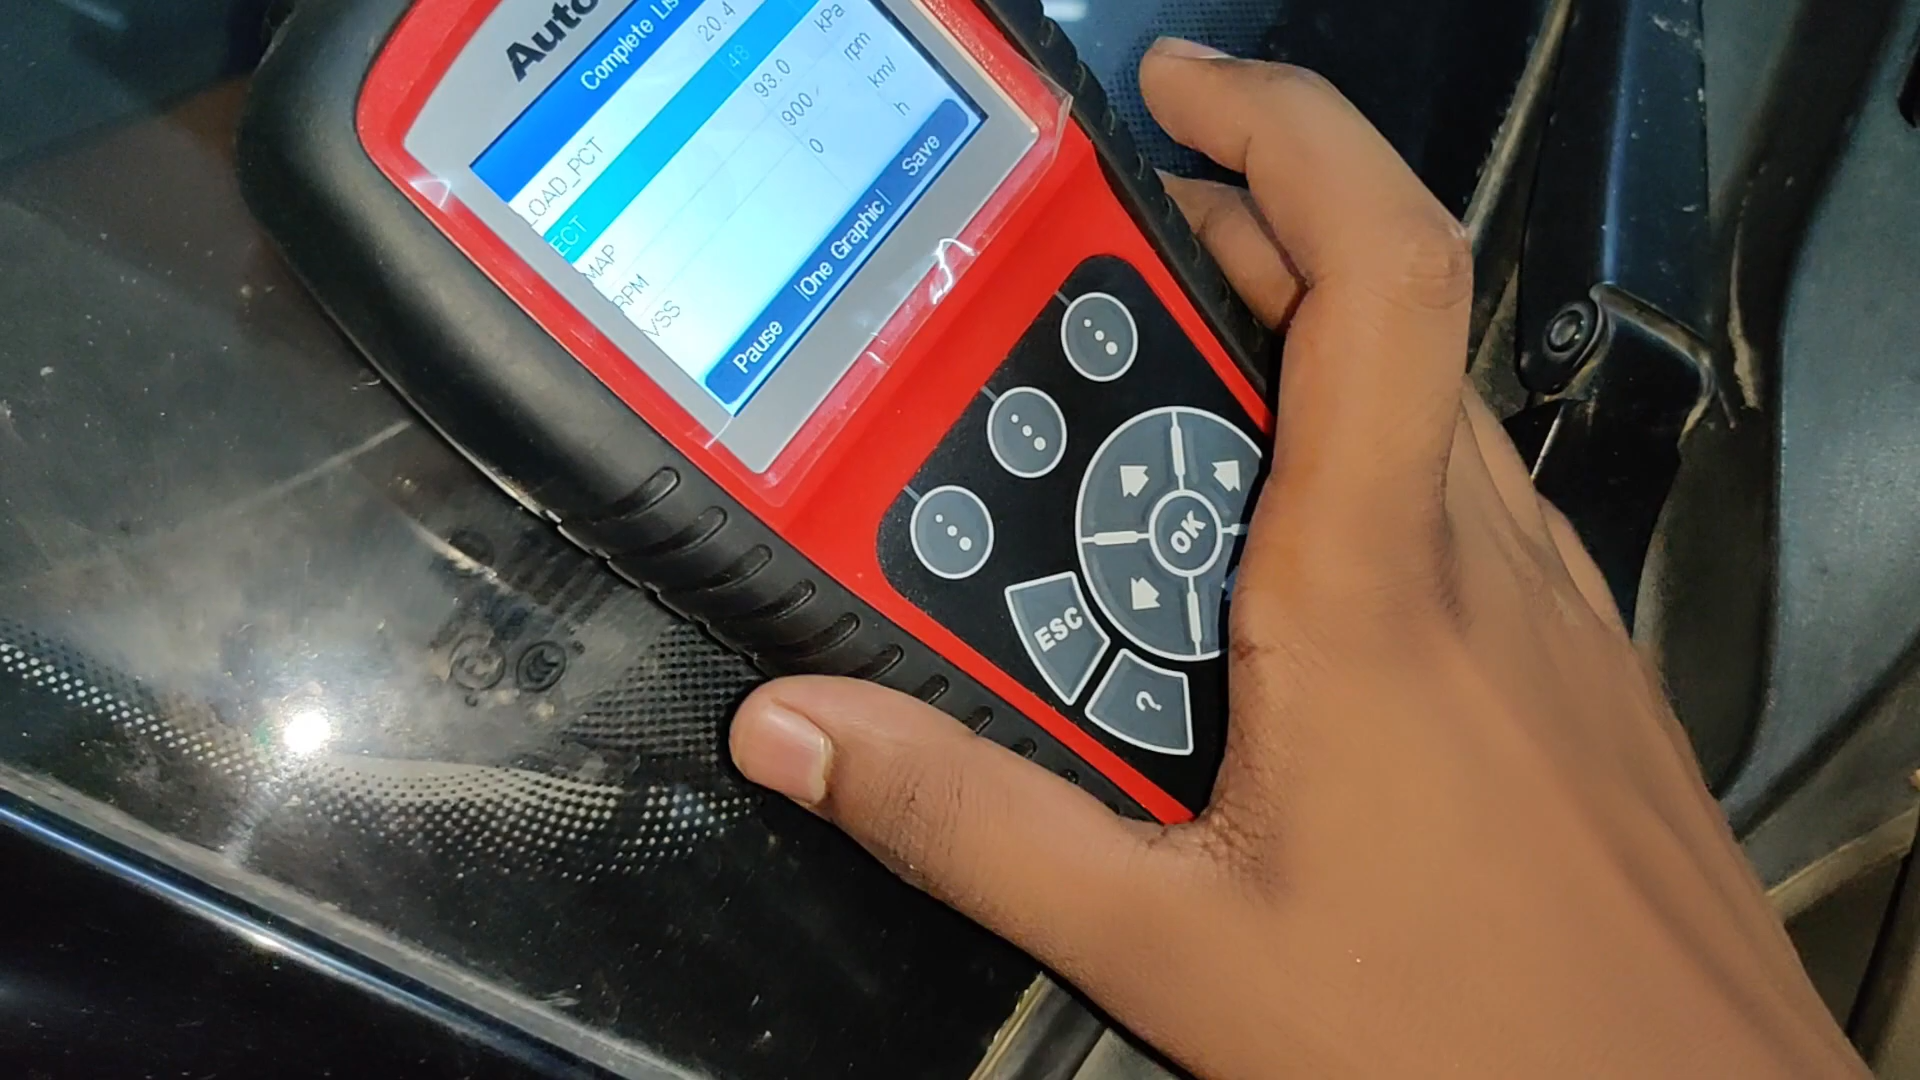 Auto
Complete Lis
LOAD_PCT 20.4
ECT 48
MAP 93.0 kPa
RPM 900 rpm
VSS 0 km/
h
Pause |One Graphic| Save
OK
ESC
?